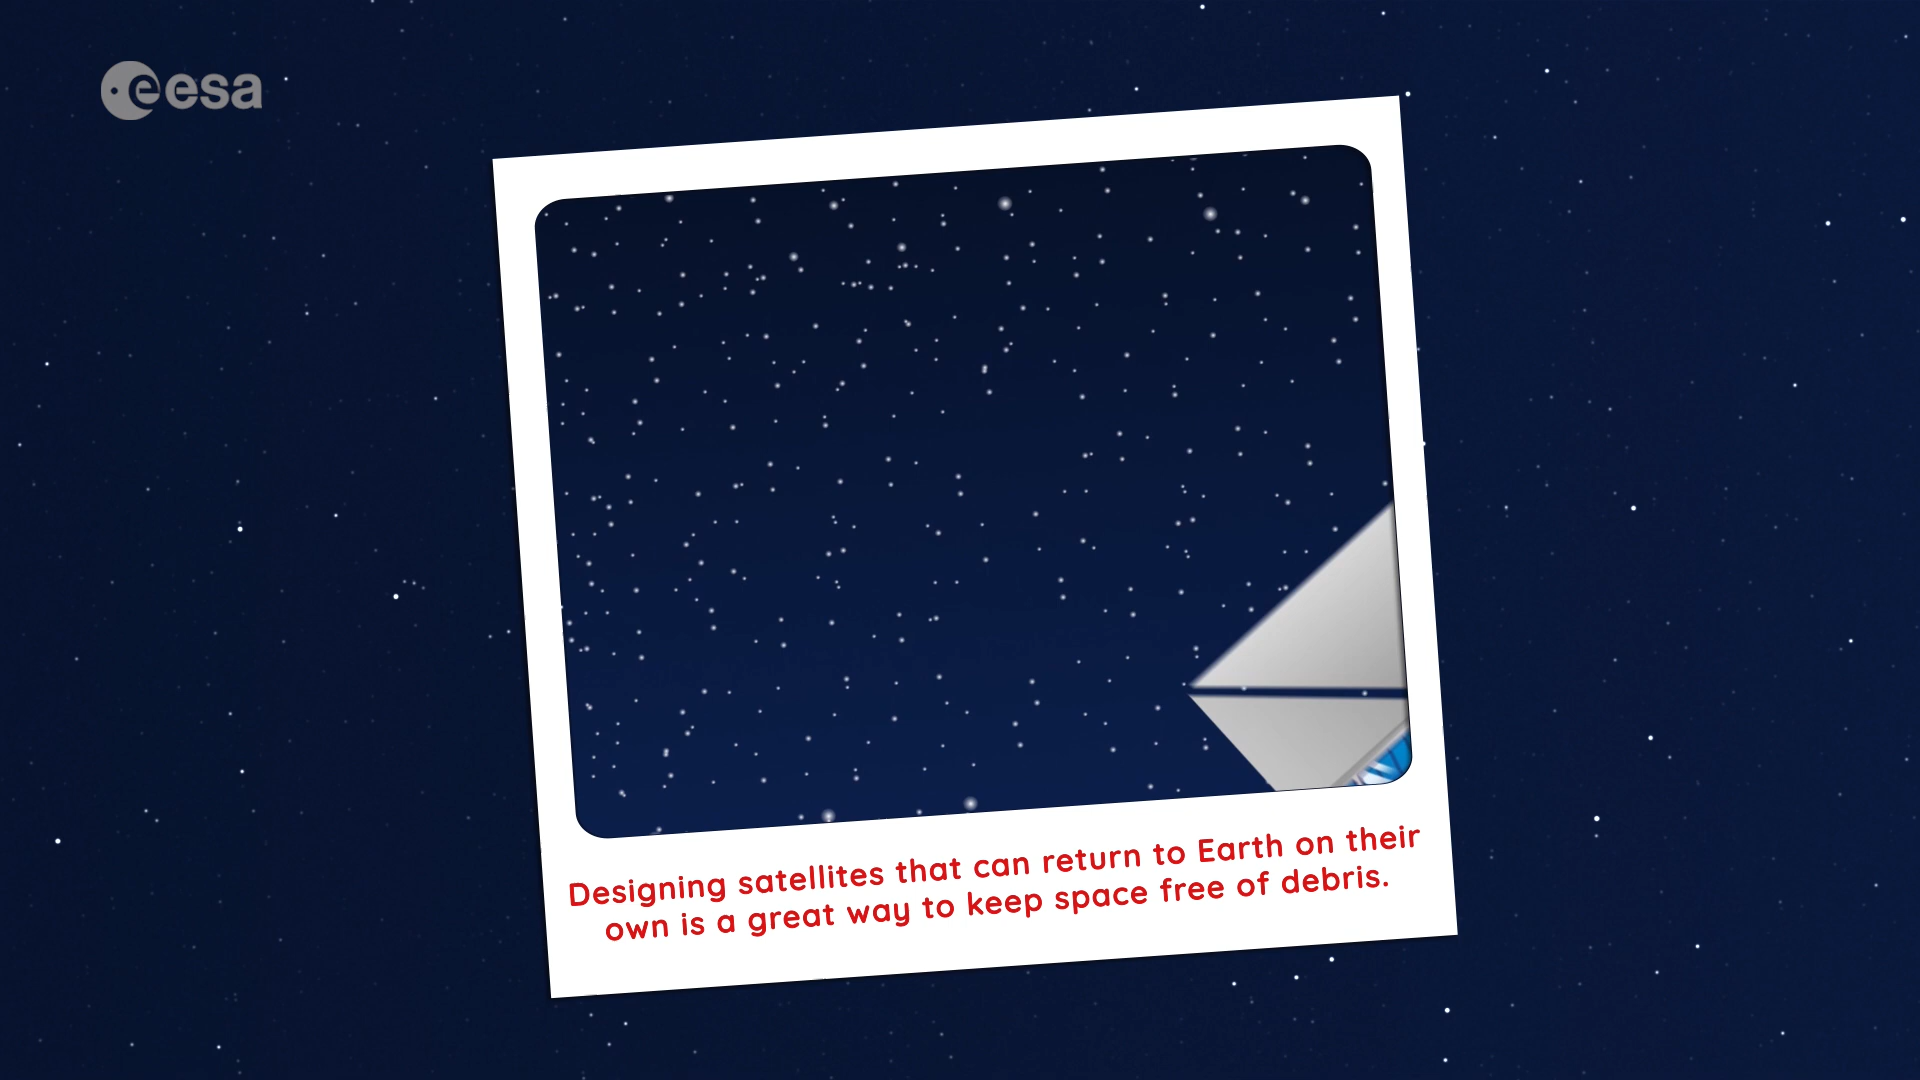 esa
Designing satellites that can return to Earth on their
own is a great way to keep space free of debris.